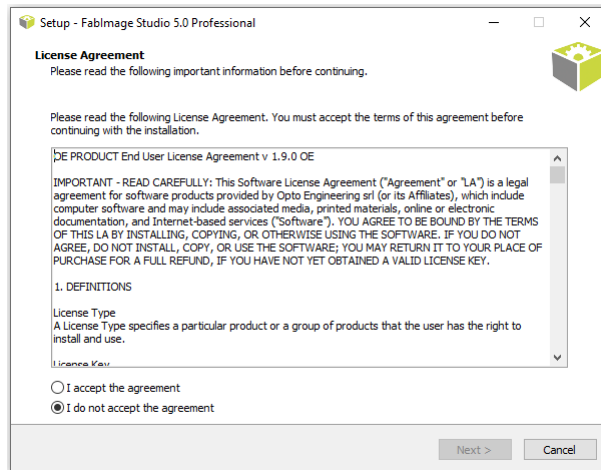 Setup - FabImage Studio 5.0 Professional
License Agreement
Please read the following important information before continuing.
Please read the following License Agreement. You must accept the terms of this agreement before
continuing with the installation.
OE PRODUCT End User License Agreement v 1.9.0 OE
IMPORTANT - READ CAREFULLY: This Software License Agreement ("Agreement" or "LA") is a legal
agreement for software products provided by Opto Engineering srl (or its Affiliates), which include
computer software and may include associated media, printed materials, online or electronic
documentation, and Internet-based services ("Software"). YOU AGREE TO BE BOUND BY THE TERMS
OF THIS LA BY INSTALLING, COPYING, OR OTHERWISE USING THE SOFTWARE. IF YOU DO NOT
AGREE, DO NOT INSTALL, COPY, OR USE THE SOFTWARE; YOU MAY RETURN IT TO YOUR PLACE OF
PURCHASE FOR A FULL REFUND, IF YOU HAVE NOT YET OBTAINED A VALID LICENSE KEY.
1. DEFINITIONS
License Type
A License Type specifies a particular product or a group of products that the user has the right to
install and use.
License Key
I accept the agreement
I do not accept the agreement
Next >
Cancel